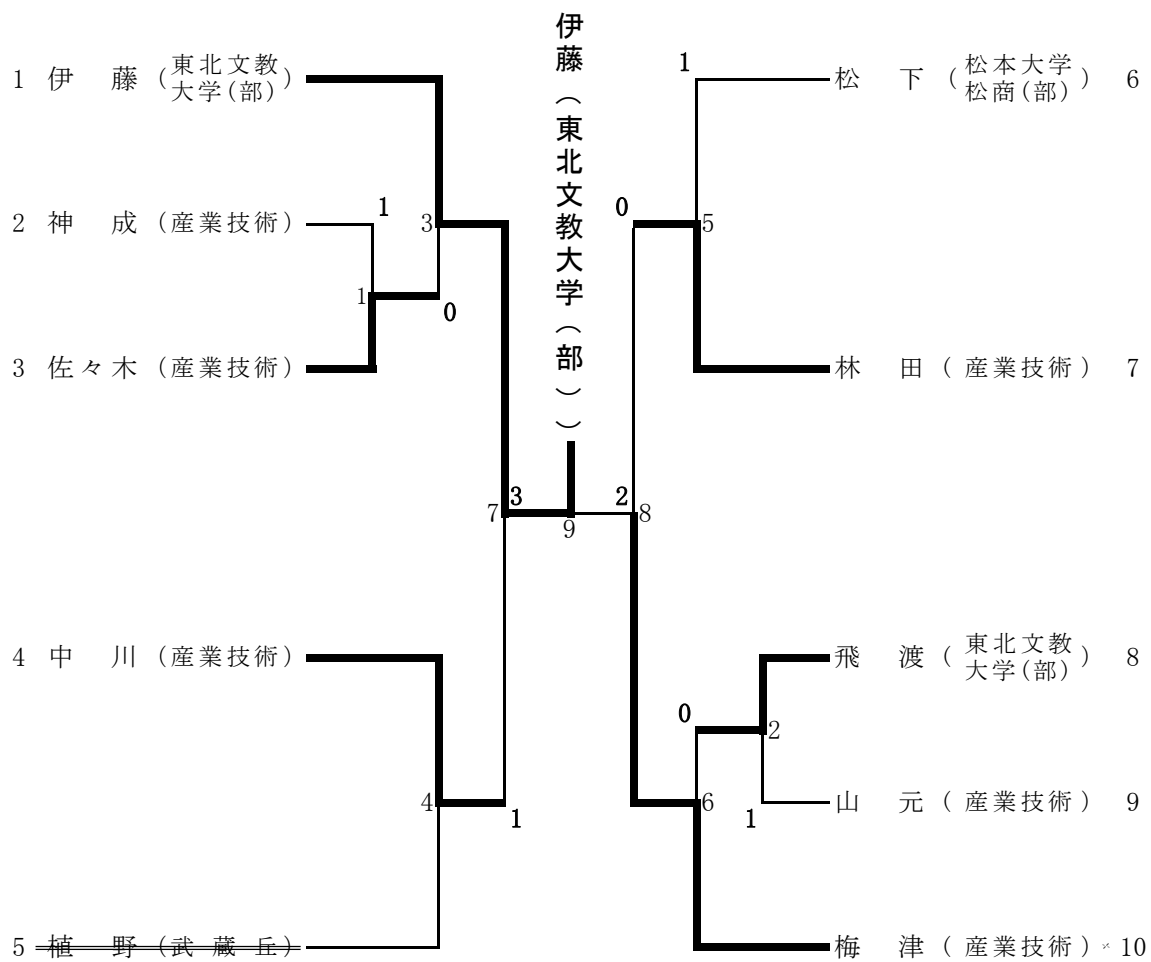 伊藤（東北文教大学（部））
1 伊 藤 (東北文教大学(部))
2 神 成 (産業技術)
3 佐々木 (産業技術)
4 中 川 (産業技術)
5 植 野 (武蔵丘)
松 下 (松本大学松商(部)) 6
林 田 (産業技術) 7
飛 渡 (東北文教大学(部)) 8
山 元 (産業技術) 9
梅 津 (産業技術) 10
1
3
1
0
7
3
9
4
1
1
0
5
2
8
0
2
6
1